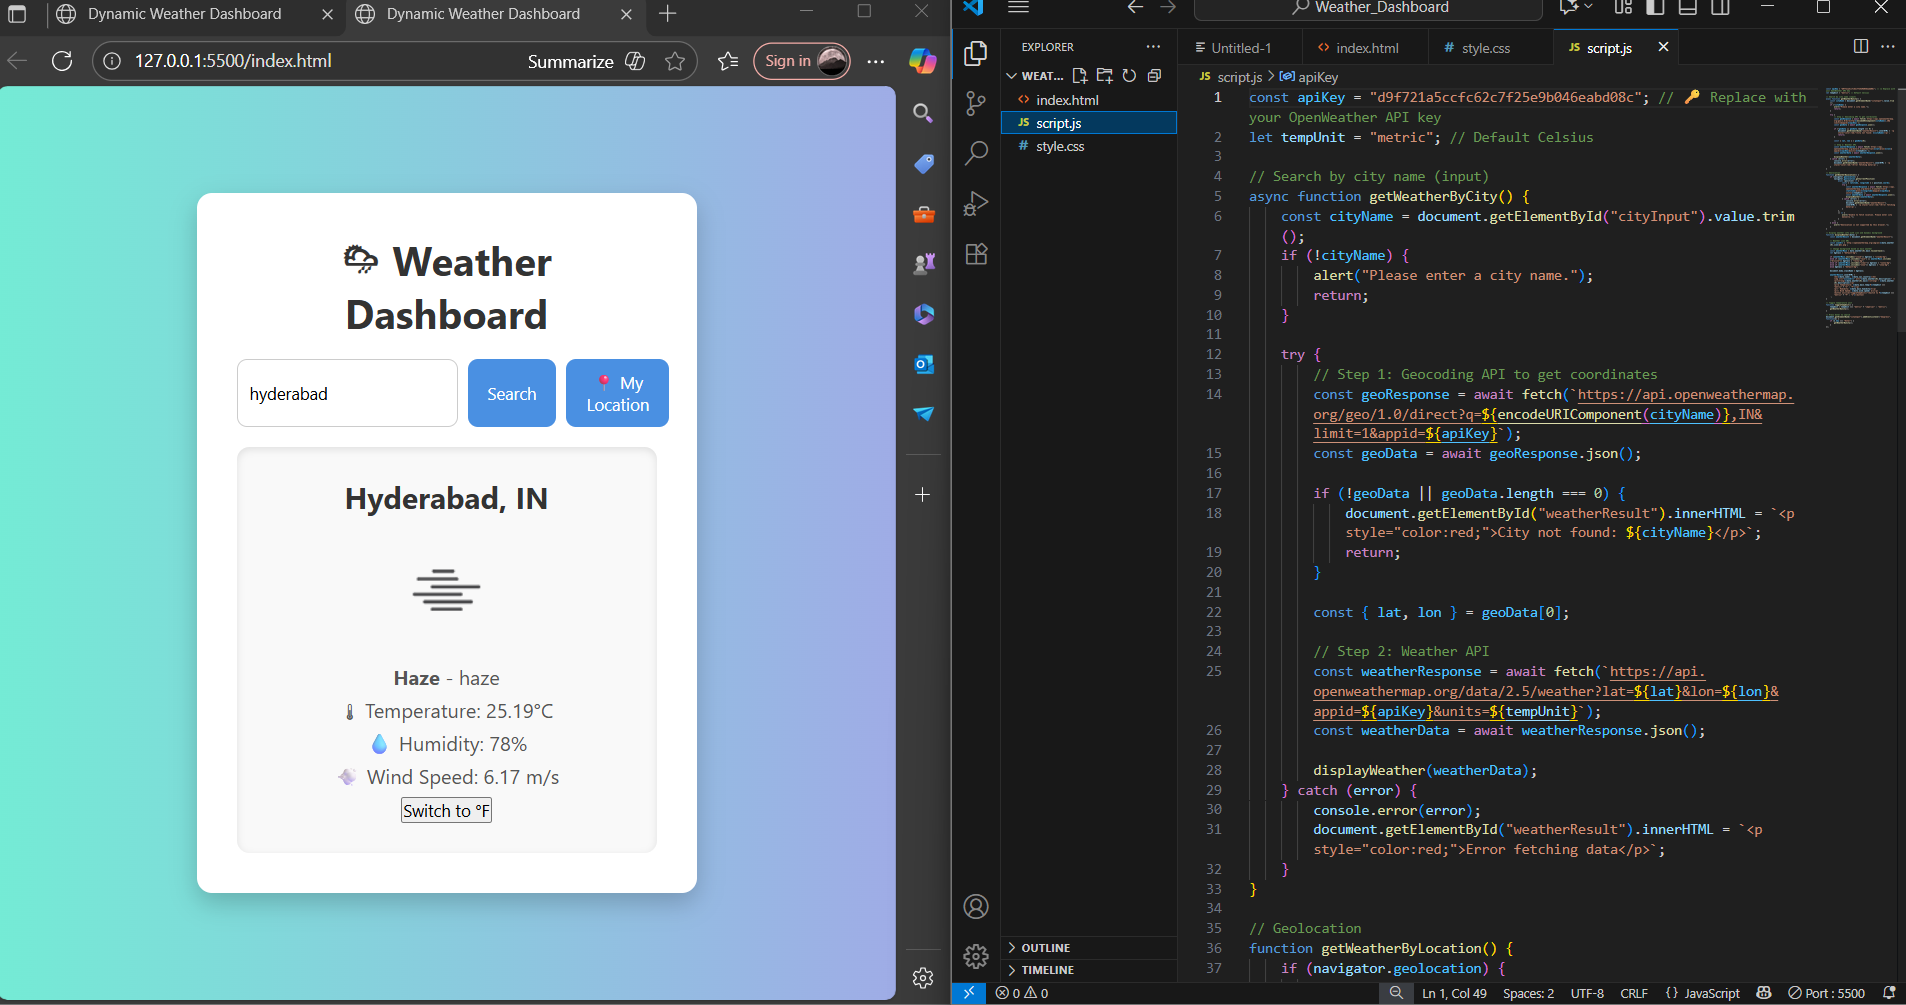 Dynamic Weather Dashboard
Dynamic Weather Dashboard
127.0.0.1:5500/index.html
Summarize
Sign in
🌦 Weather
Dashboard
hyderabad
Search
📍 My
Location
Hyderabad, IN
Haze - haze
🌡 Temperature: 25.19°C
💧 Humidity: 78%
💨 Wind Speed: 6.17 m/s
Switch to °F
Weather_Dashboard
EXPLORER
WEAT...
index.html
JS script.js
# style.css
OUTLINE
TIMELINE
Untitled-1
<> index.html
# style.css
JS script.js
JS script.js > apiKey
1 const apiKey = "d9f721a5ccfc62c7f25e9b046eabd08c"; // 🔑 Replace with
your OpenWeather API key
2 let tempUnit = "metric"; // Default Celsius
3
4 // Search by city name (input)
5 async function getWeatherByCity() {
6 const cityName = document.getElementById("cityInput").value.trim
();
7 if (!cityName) {
8 alert("Please enter a city name.");
9 return;
10 }
11
12 try {
13 // Step 1: Geocoding API to get coordinates
14 const geoResponse = await fetch(`https://api.openweathermap.
org/geo/1.0/direct?q=${encodeURIComponent(cityName)},IN&
limit=1&appid=${apiKey}`);
15 const geoData = await geoResponse.json();
16
17 if (!geoData || geoData.length === 0) {
18 document.getElementById("weatherResult").innerHTML = `<p
style="color:red;">City not found: ${cityName}</p>`;
19 return;
20 }
21
22 const { lat, lon } = geoData[0];
23
24 // Step 2: Weather API
25 const weatherResponse = await fetch(`https://api.
openweathermap.org/data/2.5/weather?lat=${lat}&lon=${lon}&
appid=${apiKey}&units=${tempUnit}`);
26 const weatherData = await weatherResponse.json();
27
28 displayWeather(weatherData);
29 } catch (error) {
30 console.error(error);
31 document.getElementById("weatherResult").innerHTML = `<p
style="color:red;">Error fetching data</p>`;
32 }
33 }
34
35 // Geolocation
36 function getWeatherByLocation() {
37 if (navigator.geolocation) {
0 0
Ln 1, Col 49
Spaces: 2
UTF-8
CRLF
{} JavaScript
Port : 5500